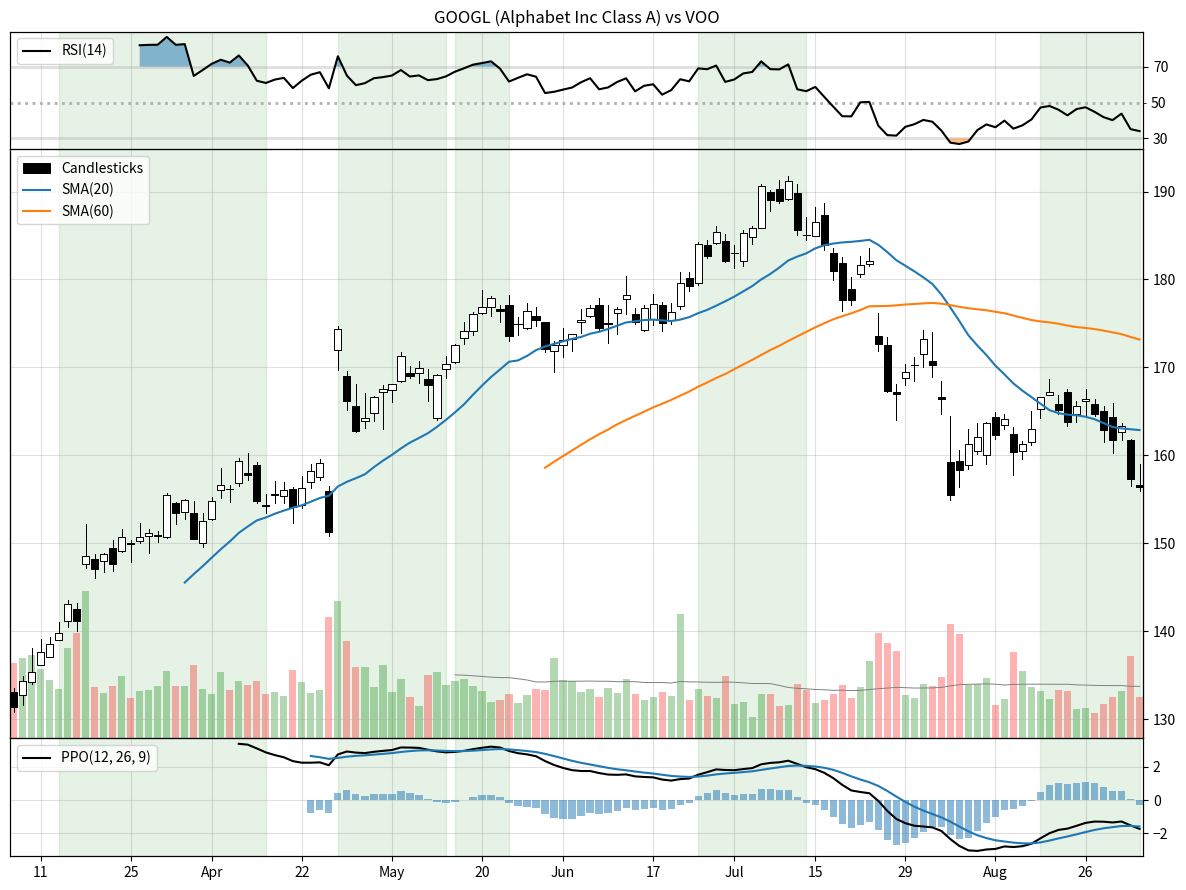 GOOGL (Alphabet Inc Class A) vs VOO
RSI(14)
70
50
30
Candlesticks
SMA(20)
SMA(60)
190
180
170
160
150
140
130
PPO(12, 26, 9)
2
0
−2
11 25 Apr 22 May 20 Jun 17 Jul 15 29 Aug 26